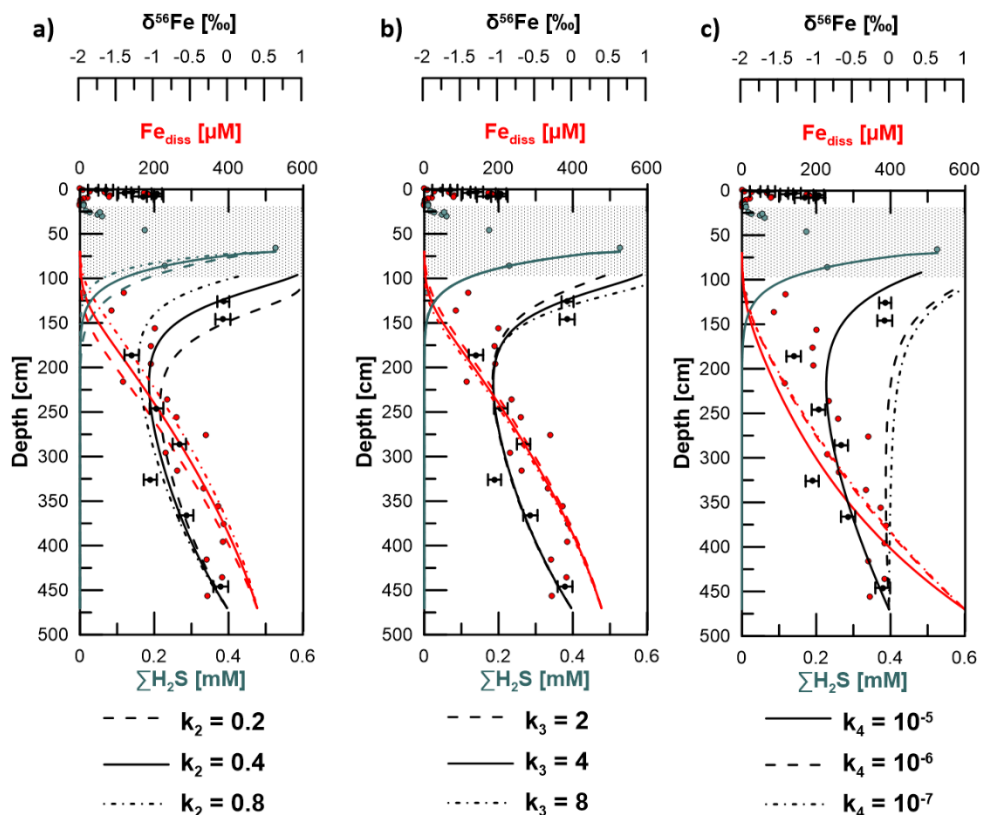 a) δ⁵⁶Fe [‰] b) δ⁵⁶Fe [‰] c) δ⁵⁶Fe [‰]
-2 -1.5 -1 -0.5 0 0.5 1 -2 -1.5 -1 -0.5 0 0.5 1 -2 -1.5 -1 -0.5 0 0.5 1
Fediss [µM] Fediss [µM] Fediss [µM]
0 200 400 600 0 200 400 600 0 200 400 600
0 0 0
50 50 50
100 100 100
150 150 150
200 200 200
Depth [cm] Depth [cm] Depth [cm]
250 250 250
300 300 300
350 350 350
400 400 400
450 450 450
500 500 500
0 0.2 0.4 0.6 0 0.2 0.4 0.6 0 0.2 0.4 0.6
∑H₂S [mM] ∑H₂S [mM] ∑H₂S [mM]
k₂ = 0.2 k₃ = 2 k₄ = 10⁻⁵
k₂ = 0.4 k₃ = 4 k₄ = 10⁻⁶
k₂ = 0.8 k₃ = 8 k₄ = 10⁻⁷